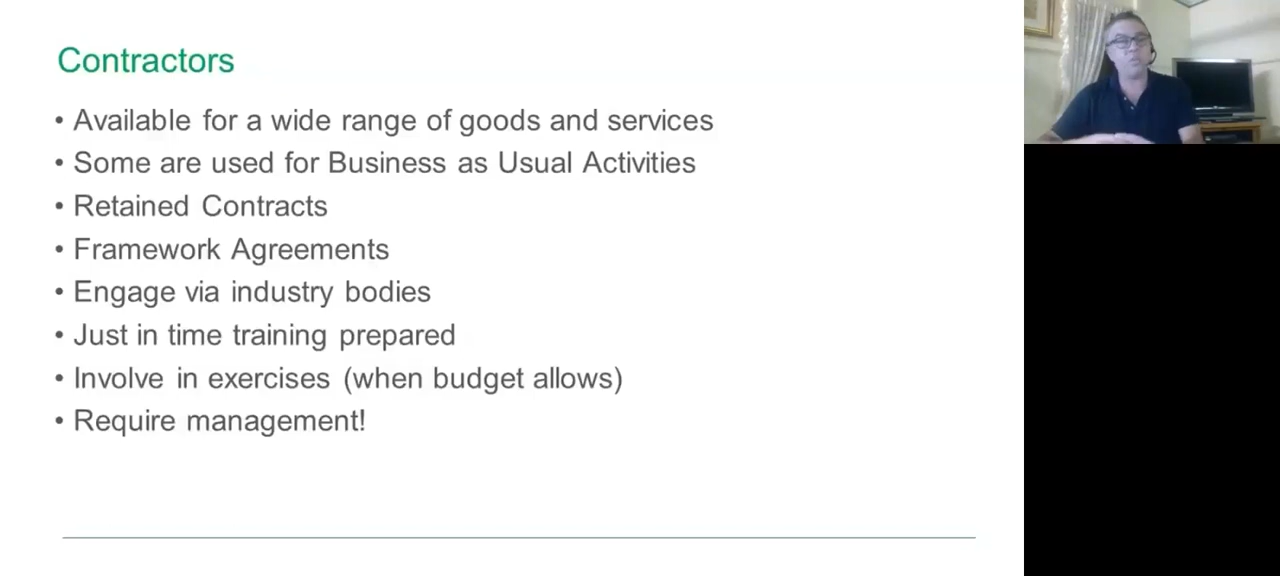 Contractors
• Available for a wide range of goods and services
• Some are used for Business as Usual Activities
• Retained Contracts
• Framework Agreements
• Engage via industry bodies
• Just in time training prepared
• Involve in exercises (when budget allows)
• Require management!